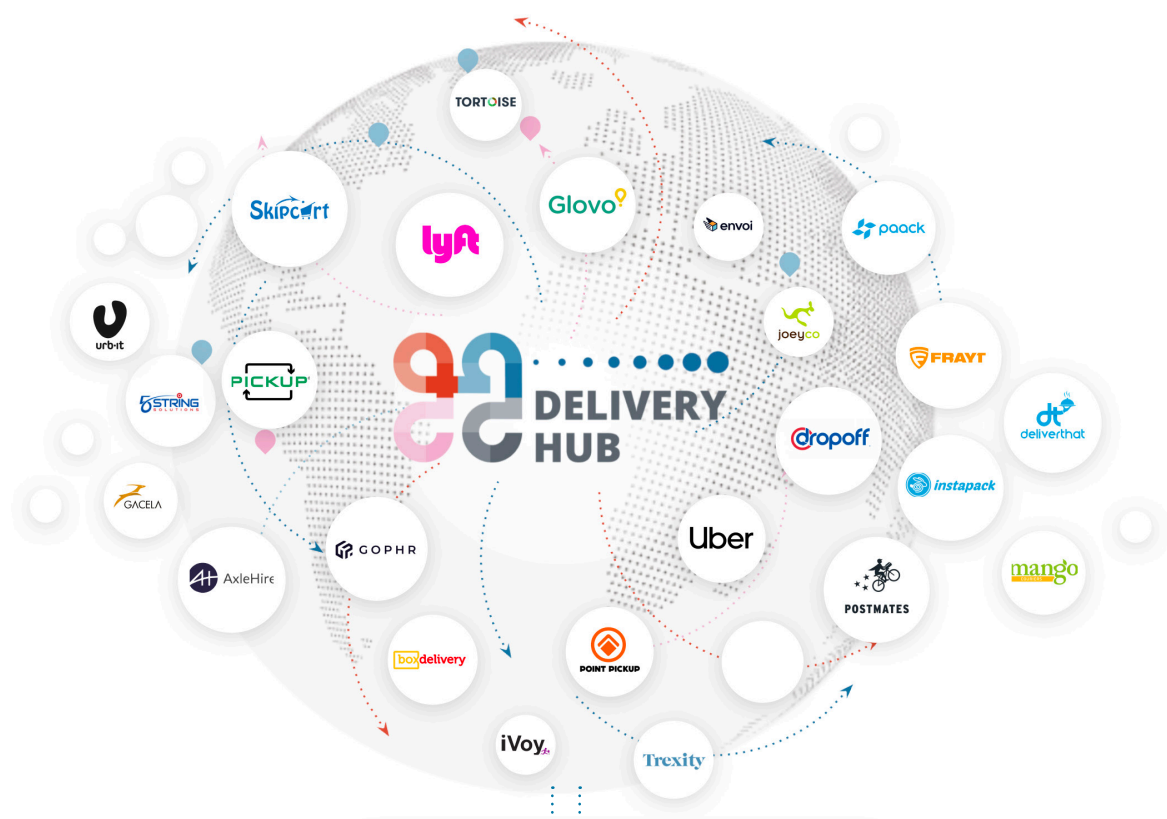 TORTOISE
SKIPCART
lyft
Glovo
envoi
paack
urb-it
PICKUP
joeyco
FRAYT
6STRING
SOLUTIONS
DELIVERY
HUB
dropoff
dt
deliverthat
GACELA
instapack
AxleHire
GOPHR
Uber
mango
POSTMATES
boxdelivery
POINT PICKUP
iVoy
Trexity